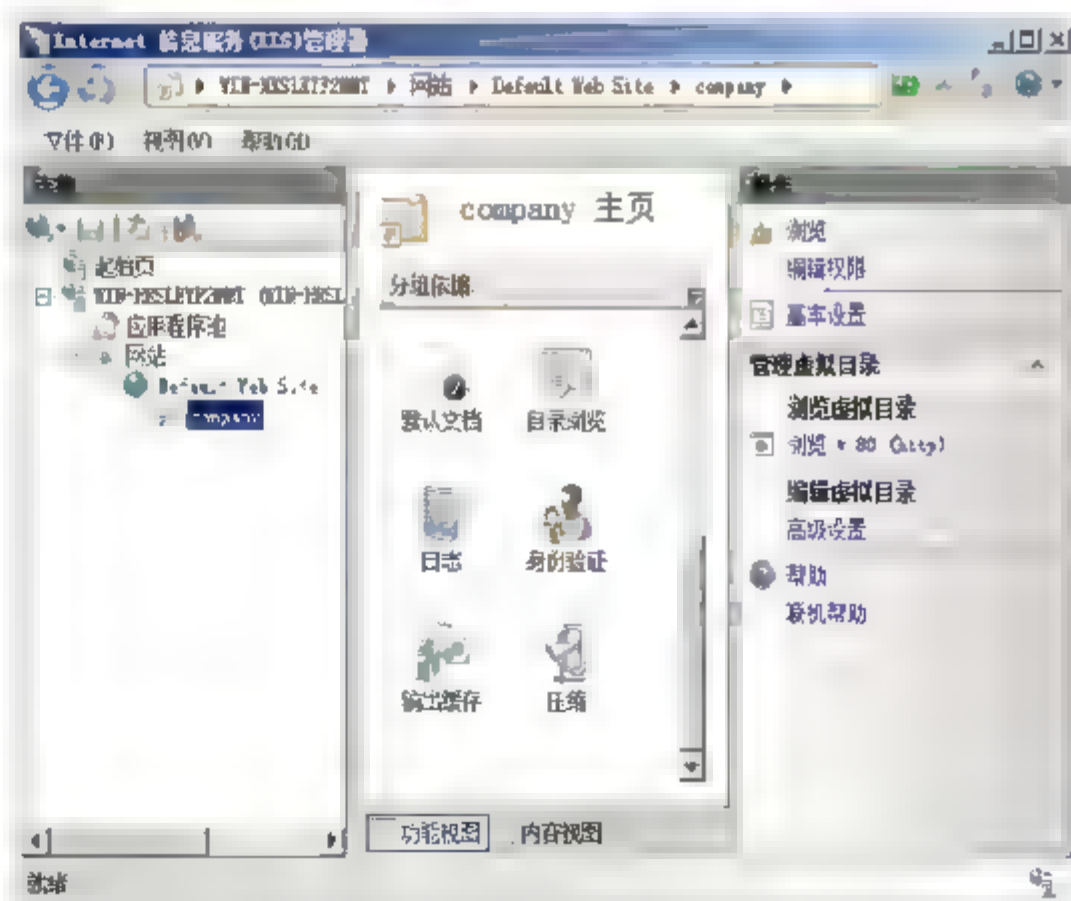 Internet 信息服务(IIS)管理器
网站 Default Web Site company
文件(F) 视图(V) 帮助(H)
起始页
应用程序池
网站
Default Web Site
company
company 主页
分组依据
默认文档 目录浏览
日志 身份验证
输出缓存 压缩
功能视图 内容视图
浏览
编辑权限
基本设置
管理虚拟目录
浏览虚拟目录
浏览 *:80 (http)
编辑虚拟目录
高级设置
帮助
联机帮助
就绪